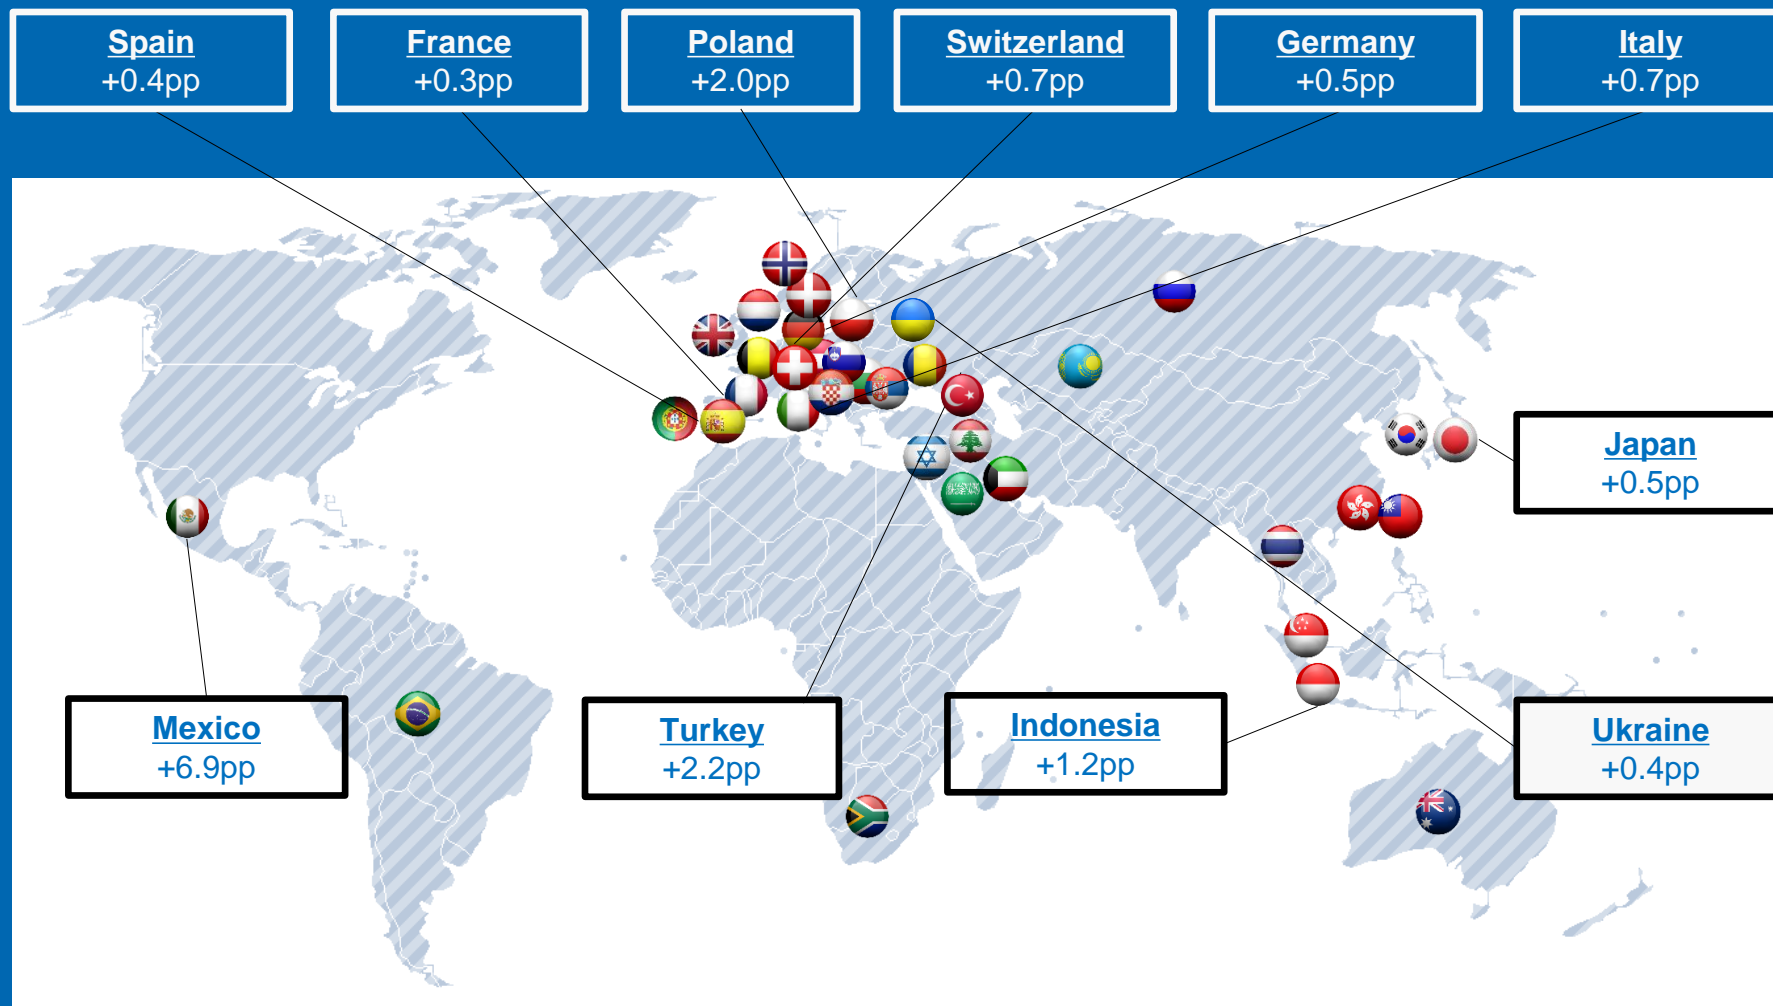 Spain
+0.4pp
France
+0.3pp
Poland
+2.0pp
Switzerland
+0.7pp
Germany
+0.5pp
Italy
+0.7pp
Japan
+0.5pp
Mexico
+6.9pp
Turkey
+2.2pp
Indonesia
+1.2pp
Ukraine
+0.4pp